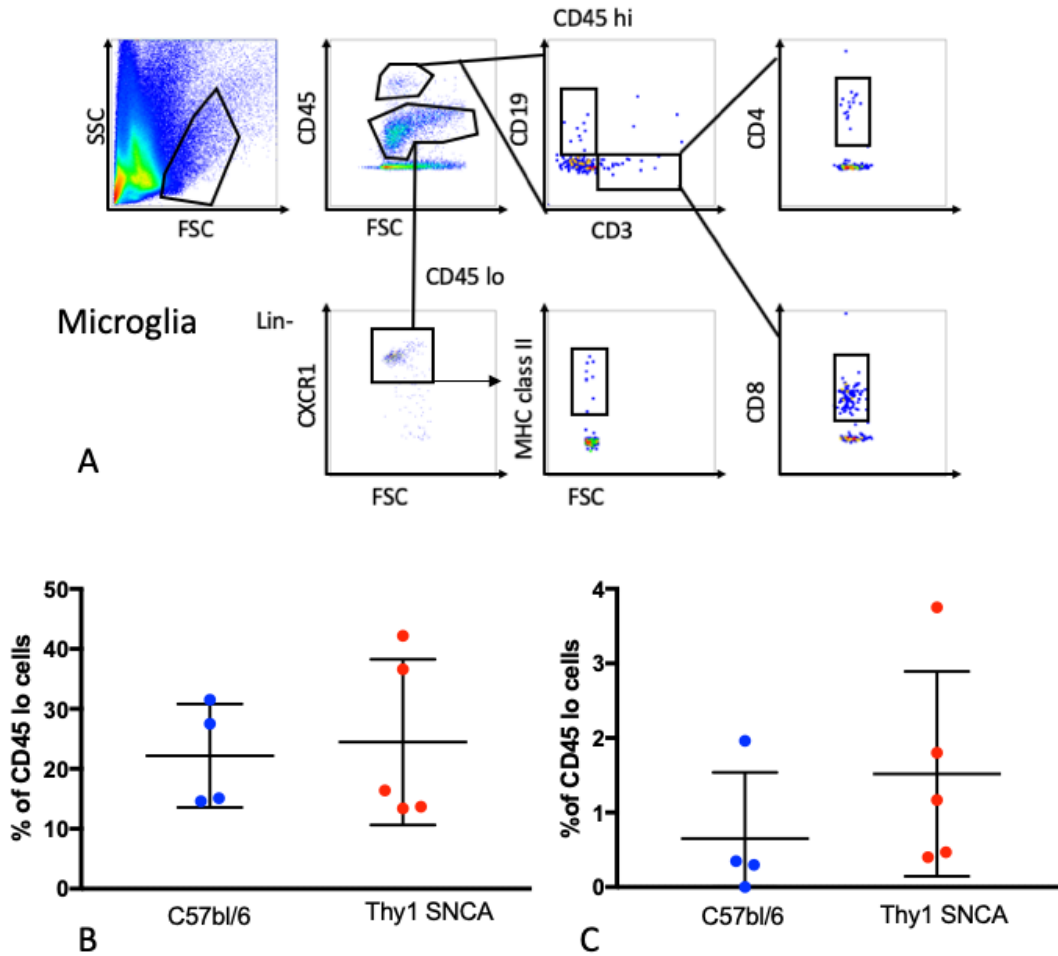 CD45 hi
SSC
FSC
CD45
FSC
CD19
CD3
CD4
CD45 lo
Microglia
Lin-
CXCR1
FSC
MHC class II
FSC
CD8
A
% of CD45 lo cells
50
40
30
20
10
0
C57bl/6
Thy1 SNCA
B
%of CD45 lo cells
4
3
2
1
0
C57bl/6
Thy1 SNCA
C